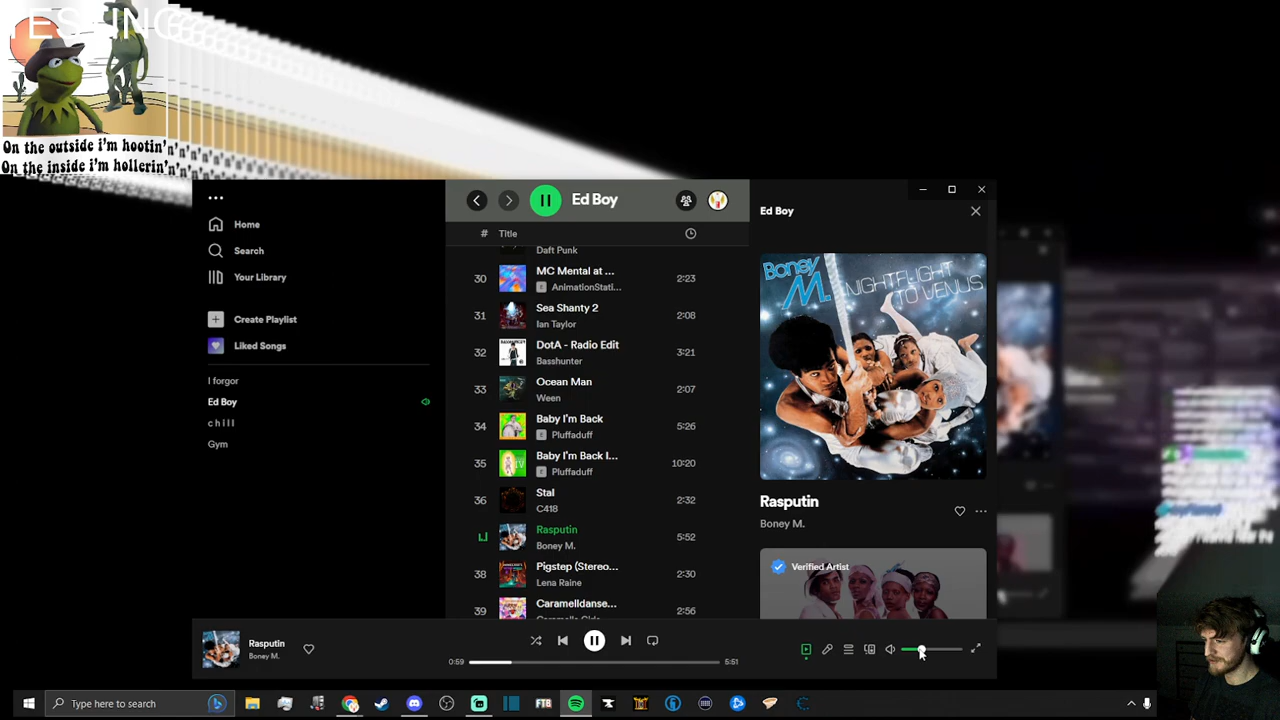 TESTING
On the outside i'm hootin'n'n'n'n'n'n'n
On the inside i'm hollerin'n'n'n'n'n'n
Home
Search
Your Library
Create Playlist
Liked Songs
I forgor
Ed Boy
c h i l l
Gym
Ed Boy
# Title
Daft Punk
30 MC Mental at ... 2:23
E AnimationStati...
31 Sea Shanty 2 2:08
Ian Taylor
32 DotA - Radio Edit 3:21
Basshunter
33 Ocean Man 2:07
Ween
34 Baby I'm Back 5:26
E Pluffaduff
35 Baby I'm Back I... 10:20
E Pluffaduff
36 Stal 2:32
C418
Rasputin 5:52
Boney M.
38 Pigstep (Stereo... 2:30
Lena Raine
39 Caramelldanse... 2:56
Caramella Girls
Ed Boy
Boney M. NIGHTFLIGHT
TO VENUS
Rasputin
Boney M.
Verified Artist
Rasputin
Boney M.
0:59 5:51
Type here to search
FTB